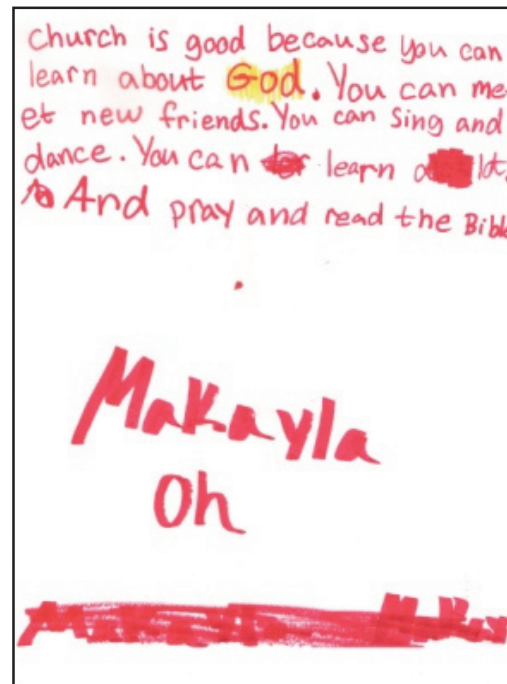 Church is good because you can
learn about God. You can me-
et new friends. You can sing and
dance. You can learn a lot.
And pray and read the Bible
.
Makayla
Oh